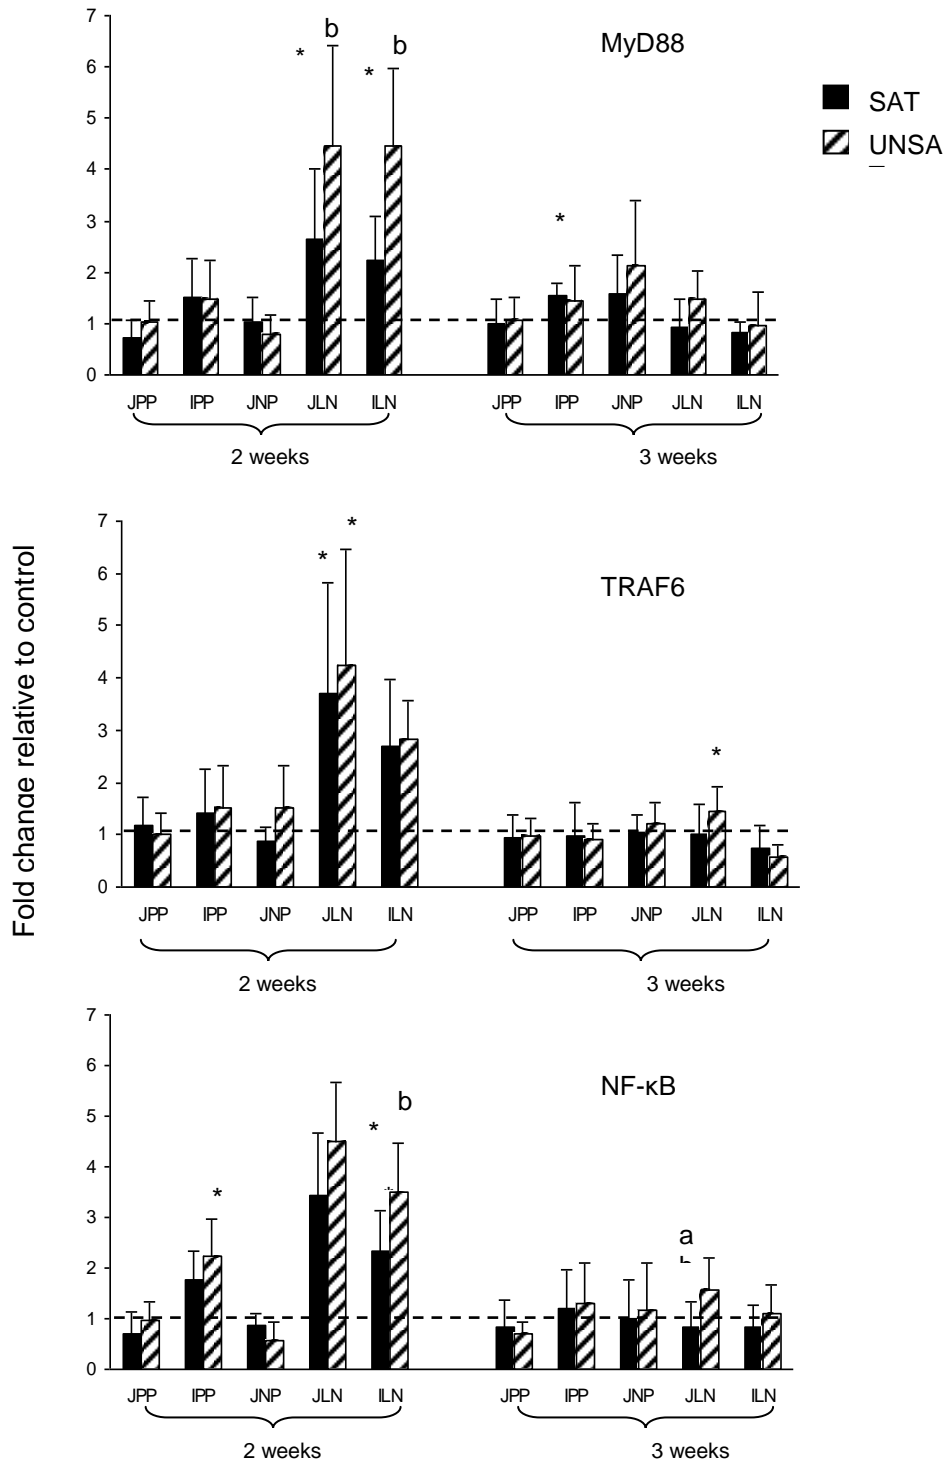 7
b
*
b
*
MyD88
6
SAT
5
UNSA
4
*
3
2
1
0
JPP IPP JNP JLN ILN JPP IPP JNP JLN ILN
2 weeks 3 weeks
Fold change relative to control
7
*
*
6
TRAF6
5
4
3
*
2
1
0
JPP IPP JNP JLN ILN JPP IPP JNP JLN ILN
2 weeks 3 weeks
7
6
NF-κB
5
b
*
4
*
3
a
2
1
0
JPP IPP JNP JLN ILN JPP IPP JNP JLN ILN
2 weeks 3 weeks